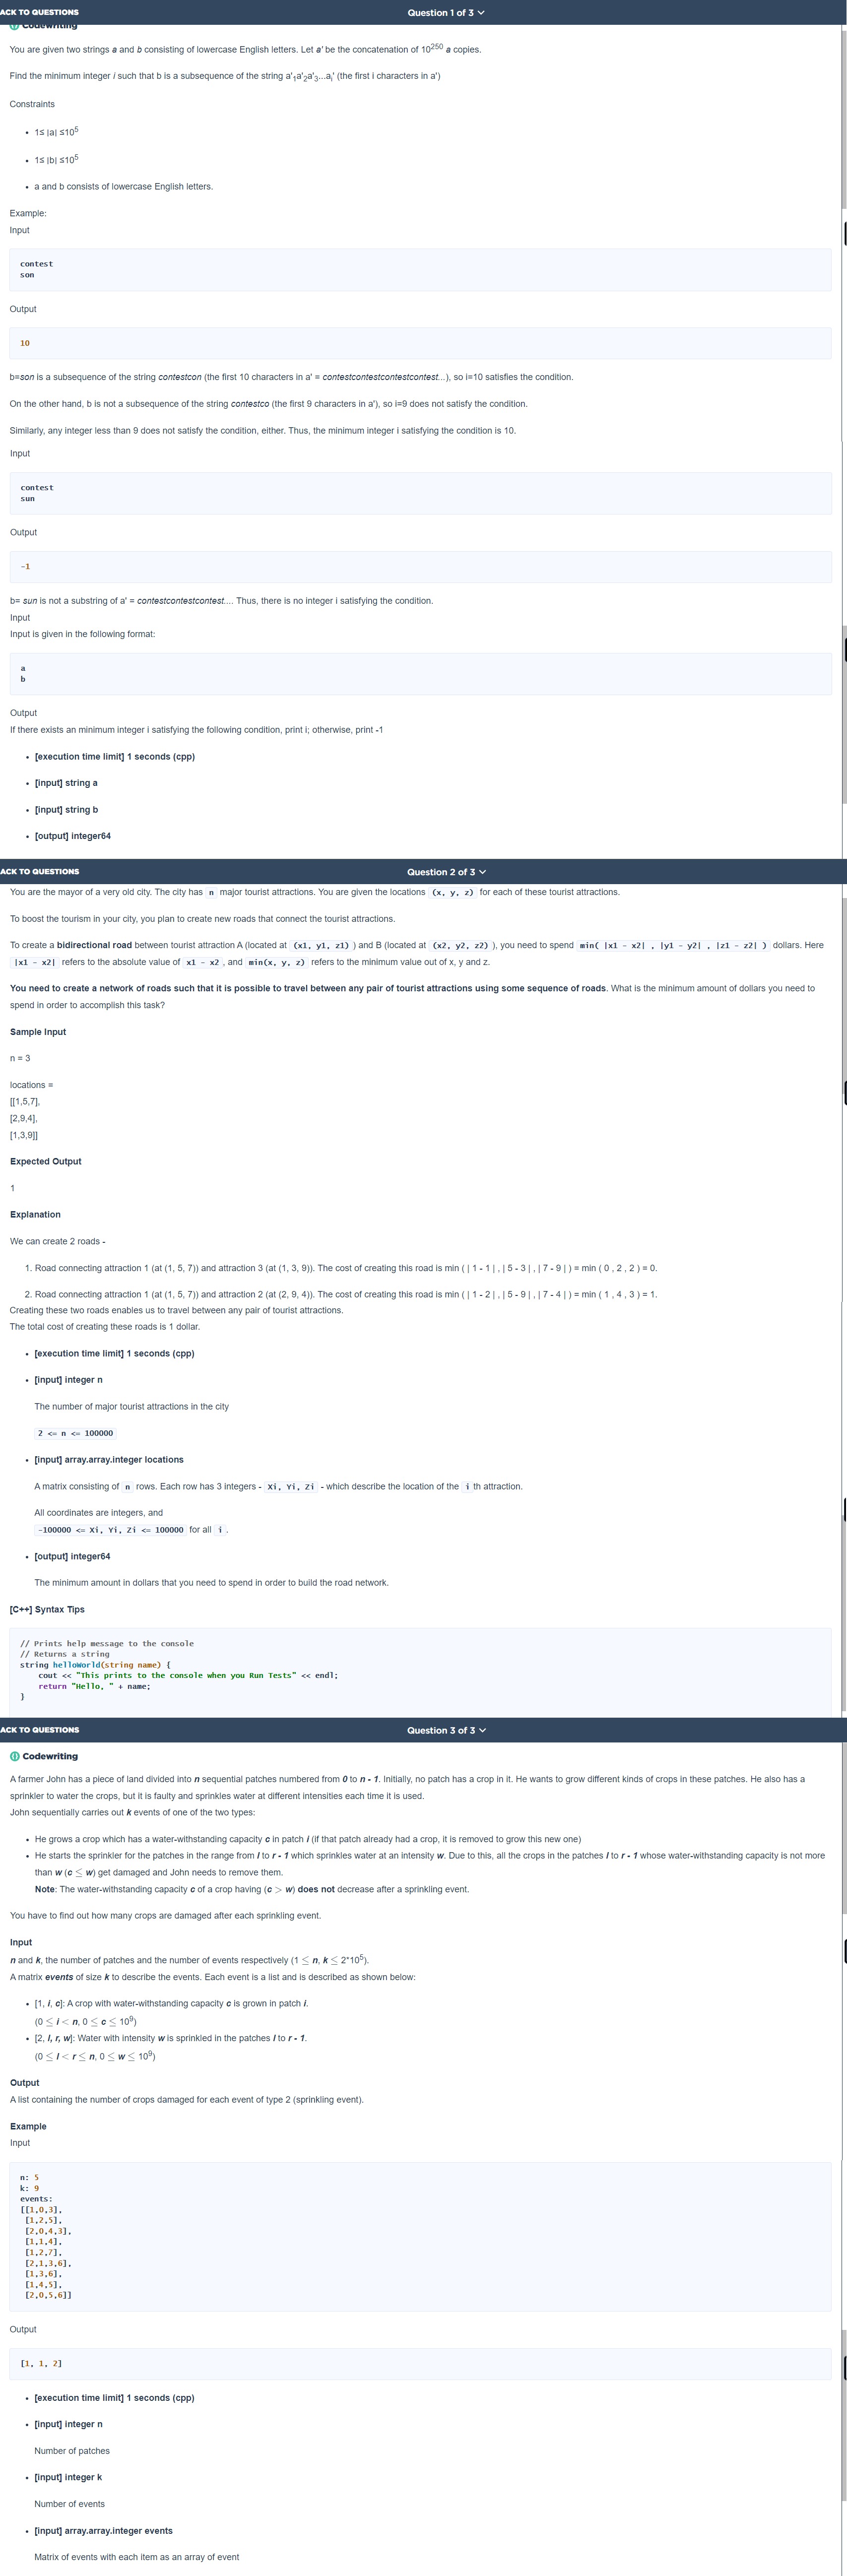 ACK TO QUESTIONS
Question 1 of 3
Codewriting
You are given two strings a and b consisting of lowercase English letters. Let a' be the concatenation of 10^250 a copies.
Find the minimum integer i such that b is a subsequence of the string a'1a'2a'3...ai' (the first i characters in a')
Constraints
• 1≤ |a| ≤10^5
• 1≤ |b| ≤10^5
• a and b consists of lowercase English letters.
Example:
Input
contest
son
Output
10
b=son is a subsequence of the string contestcon (the first 10 characters in a' = contestcontestcontestcontest...), so i=10 satisfies the condition.
On the other hand, b is not a subsequence of the string contestco (the first 9 characters in a'), so i=9 does not satisfy the condition.
Similarly, any integer less than 9 does not satisfy the condition, either. Thus, the minimum integer i satisfying the condition is 10.
Input
contest
sun
Output
-1
b= sun is not a substring of a' = contestcontestcontest.... Thus, there is no integer i satisfying the condition.
Input
Input is given in the following format:
a
b
Output
If there exists an minimum integer i satisfying the following condition, print i; otherwise, print -1
• [execution time limit] 1 seconds (cpp)
• [input] string a
• [input] string b
• [output] integer64
ACK TO QUESTIONS
Question 2 of 3
You are the mayor of a very old city. The city has n major tourist attractions. You are given the locations (x, y, z) for each of these tourist attractions.
To boost the tourism in your city, you plan to create new roads that connect the tourist attractions.
To create a bidirectional road between tourist attraction A (located at (x1, y1, z1) ) and B (located at (x2, y2, z2) ), you need to spend min( |x1 - x2| , |y1 - y2| , |z1 - z2| ) dollars. Here
|x1 - x2| refers to the absolute value of x1 - x2 , and min(x, y, z) refers to the minimum value out of x, y and z.
You need to create a network of roads such that it is possible to travel between any pair of tourist attractions using some sequence of roads. What is the minimum amount of dollars you need to
spend in order to accomplish this task?
Sample Input
n = 3
locations =
[[1,5,7],
[2,9,4],
[1,3,9]]
Expected Output
1
Explanation
We can create 2 roads -
1. Road connecting attraction 1 (at (1, 5, 7)) and attraction 3 (at (1, 3, 9)). The cost of creating this road is min ( | 1 - 1 | , | 5 - 3 | , | 7 - 9 | ) = min ( 0 , 2 , 2 ) = 0.
2. Road connecting attraction 1 (at (1, 5, 7)) and attraction 2 (at (2, 9, 4)). The cost of creating this road is min ( | 1 - 2 | , | 5 - 9 | , | 7 - 4 | ) = min ( 1 , 4 , 3 ) = 1.
Creating these two roads enables us to travel between any pair of tourist attractions.
The total cost of creating these roads is 1 dollar.
• [execution time limit] 1 seconds (cpp)
• [input] integer n
The number of major tourist attractions in the city
2 <= n <= 100000
• [input] array.array.integer locations
A matrix consisting of n rows. Each row has 3 integers - Xi, Yi, Zi - which describe the location of the i th attraction.
All coordinates are integers, and
-100000 <= Xi, Yi, Zi <= 100000 for all i .
• [output] integer64
The minimum amount in dollars that you need to spend in order to build the road network.
[C++] Syntax Tips
// Prints help message to the console
// Returns a string
string helloWorld(string name) {
cout << "This prints to the console when you Run Tests" << endl;
return "Hello, " + name;
}
ACK TO QUESTIONS
Question 3 of 3
Codewriting
A farmer John has a piece of land divided into n sequential patches numbered from 0 to n - 1. Initially, no patch has a crop in it. He wants to grow different kinds of crops in these patches. He also has a
sprinkler to water the crops, but it is faulty and sprinkles water at different intensities each time it is used.
John sequentially carries out k events of one of the two types:
• He grows a crop which has a water-withstanding capacity c in patch i (if that patch already had a crop, it is removed to grow this new one)
• He starts the sprinkler for the patches in the range from l to r - 1 which sprinkles water at an intensity w. Due to this, all the crops in the patches l to r - 1 whose water-withstanding capacity is not more
than w (c ≤ w) get damaged and John needs to remove them.
Note: The water-withstanding capacity c of a crop having (c > w) does not decrease after a sprinkling event.
You have to find out how many crops are damaged after each sprinkling event.
Input
n and k, the number of patches and the number of events respectively (1 ≤ n, k ≤ 2*10^5).
A matrix events of size k to describe the events. Each event is a list and is described as shown below:
• [1, i, c]: A crop with water-withstanding capacity c is grown in patch i.
(0 ≤ i < n, 0 ≤ c ≤ 10^9)
• [2, l, r, w]: Water with intensity w is sprinkled in the patches l to r - 1.
(0 ≤ l < r ≤ n, 0 ≤ w ≤ 10^9)
Output
A list containing the number of crops damaged for each event of type 2 (sprinkling event).
Example
Input
n: 5
k: 9
events:
[[1,0,3],
[1,2,5],
[2,0,4,3],
[1,1,4],
[1,2,7],
[2,1,3,6],
[1,3,6],
[1,4,5],
[2,0,5,6]]
Output
[1, 1, 2]
• [execution time limit] 1 seconds (cpp)
• [input] integer n
Number of patches
• [input] integer k
Number of events
• [input] array.array.integer events
Matrix of events with each item as an array of event